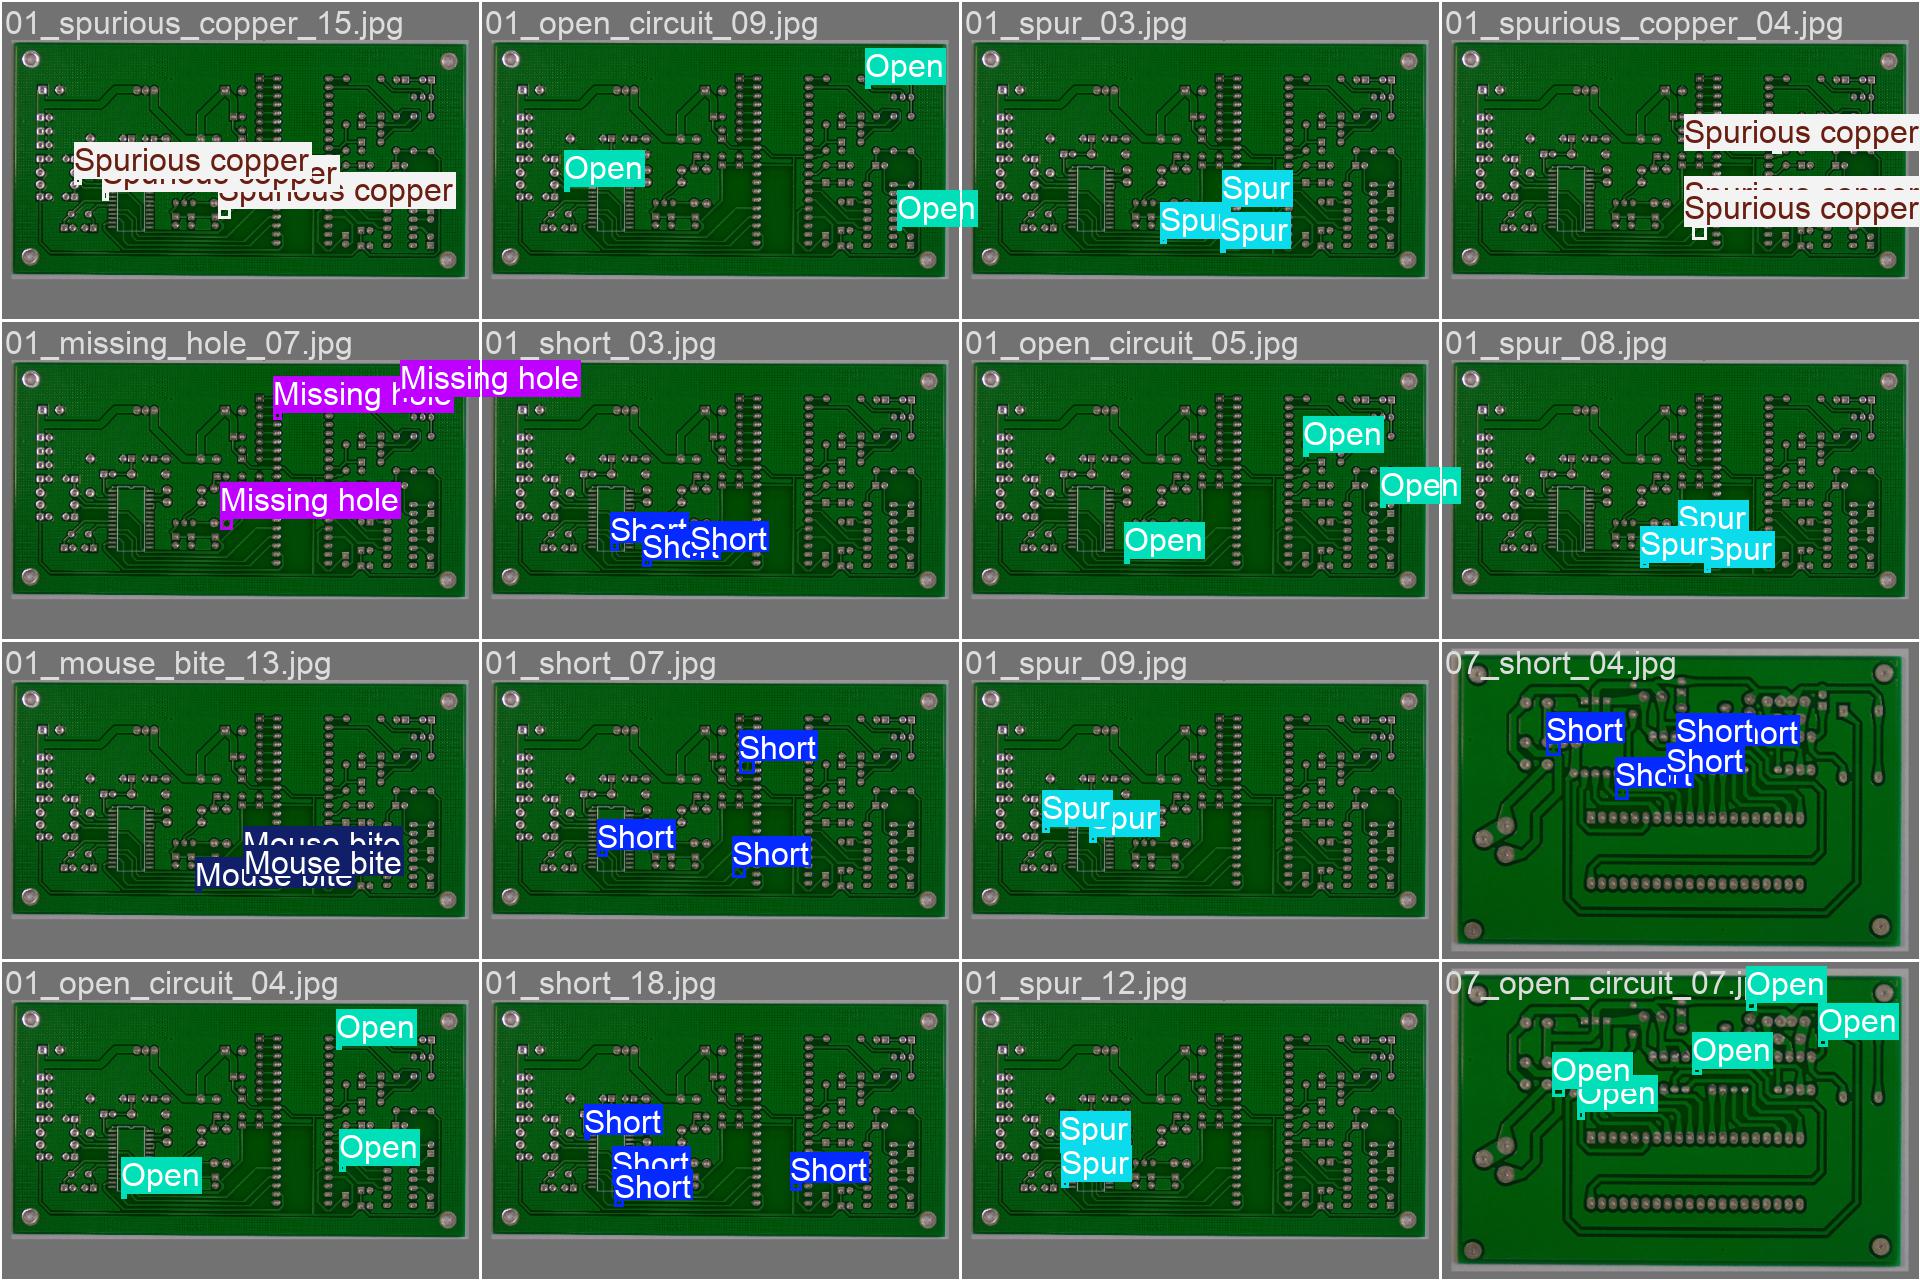 01_spurious_copper_15.jpg
Spurious copper
Spurious copper
Spurious copper
01_open_circuit_09.jpg
Open
Open
Open
01_spur_03.jpg
Spur
Spur
Spur
01_spurious_copper_04.jpg
Spurious copper
Spurious copper
Spurious copper
01_missing_hole_07.jpg
Missing hole
Missing hole
Missing hole
01_short_03.jpg
Short
Short
Short
01_open_circuit_05.jpg
Open
Open
Open
01_spur_08.jpg
Spur
Spur
Spur
01_mouse_bite_13.jpg
Mouse bite
Mouse bite
Mouse bite
01_short_07.jpg
Short
Short
Short
01_spur_09.jpg
Spur
Spur
07_short_04.jpg
Short
Short
Short
Short
Short
01_open_circuit_04.jpg
Open
Open
Open
01_short_18.jpg
Short
Short
Short
Short
01_spur_12.jpg
Spur
Spur
07_open_circuit_07.j
Open
Open
Open
Open
Open